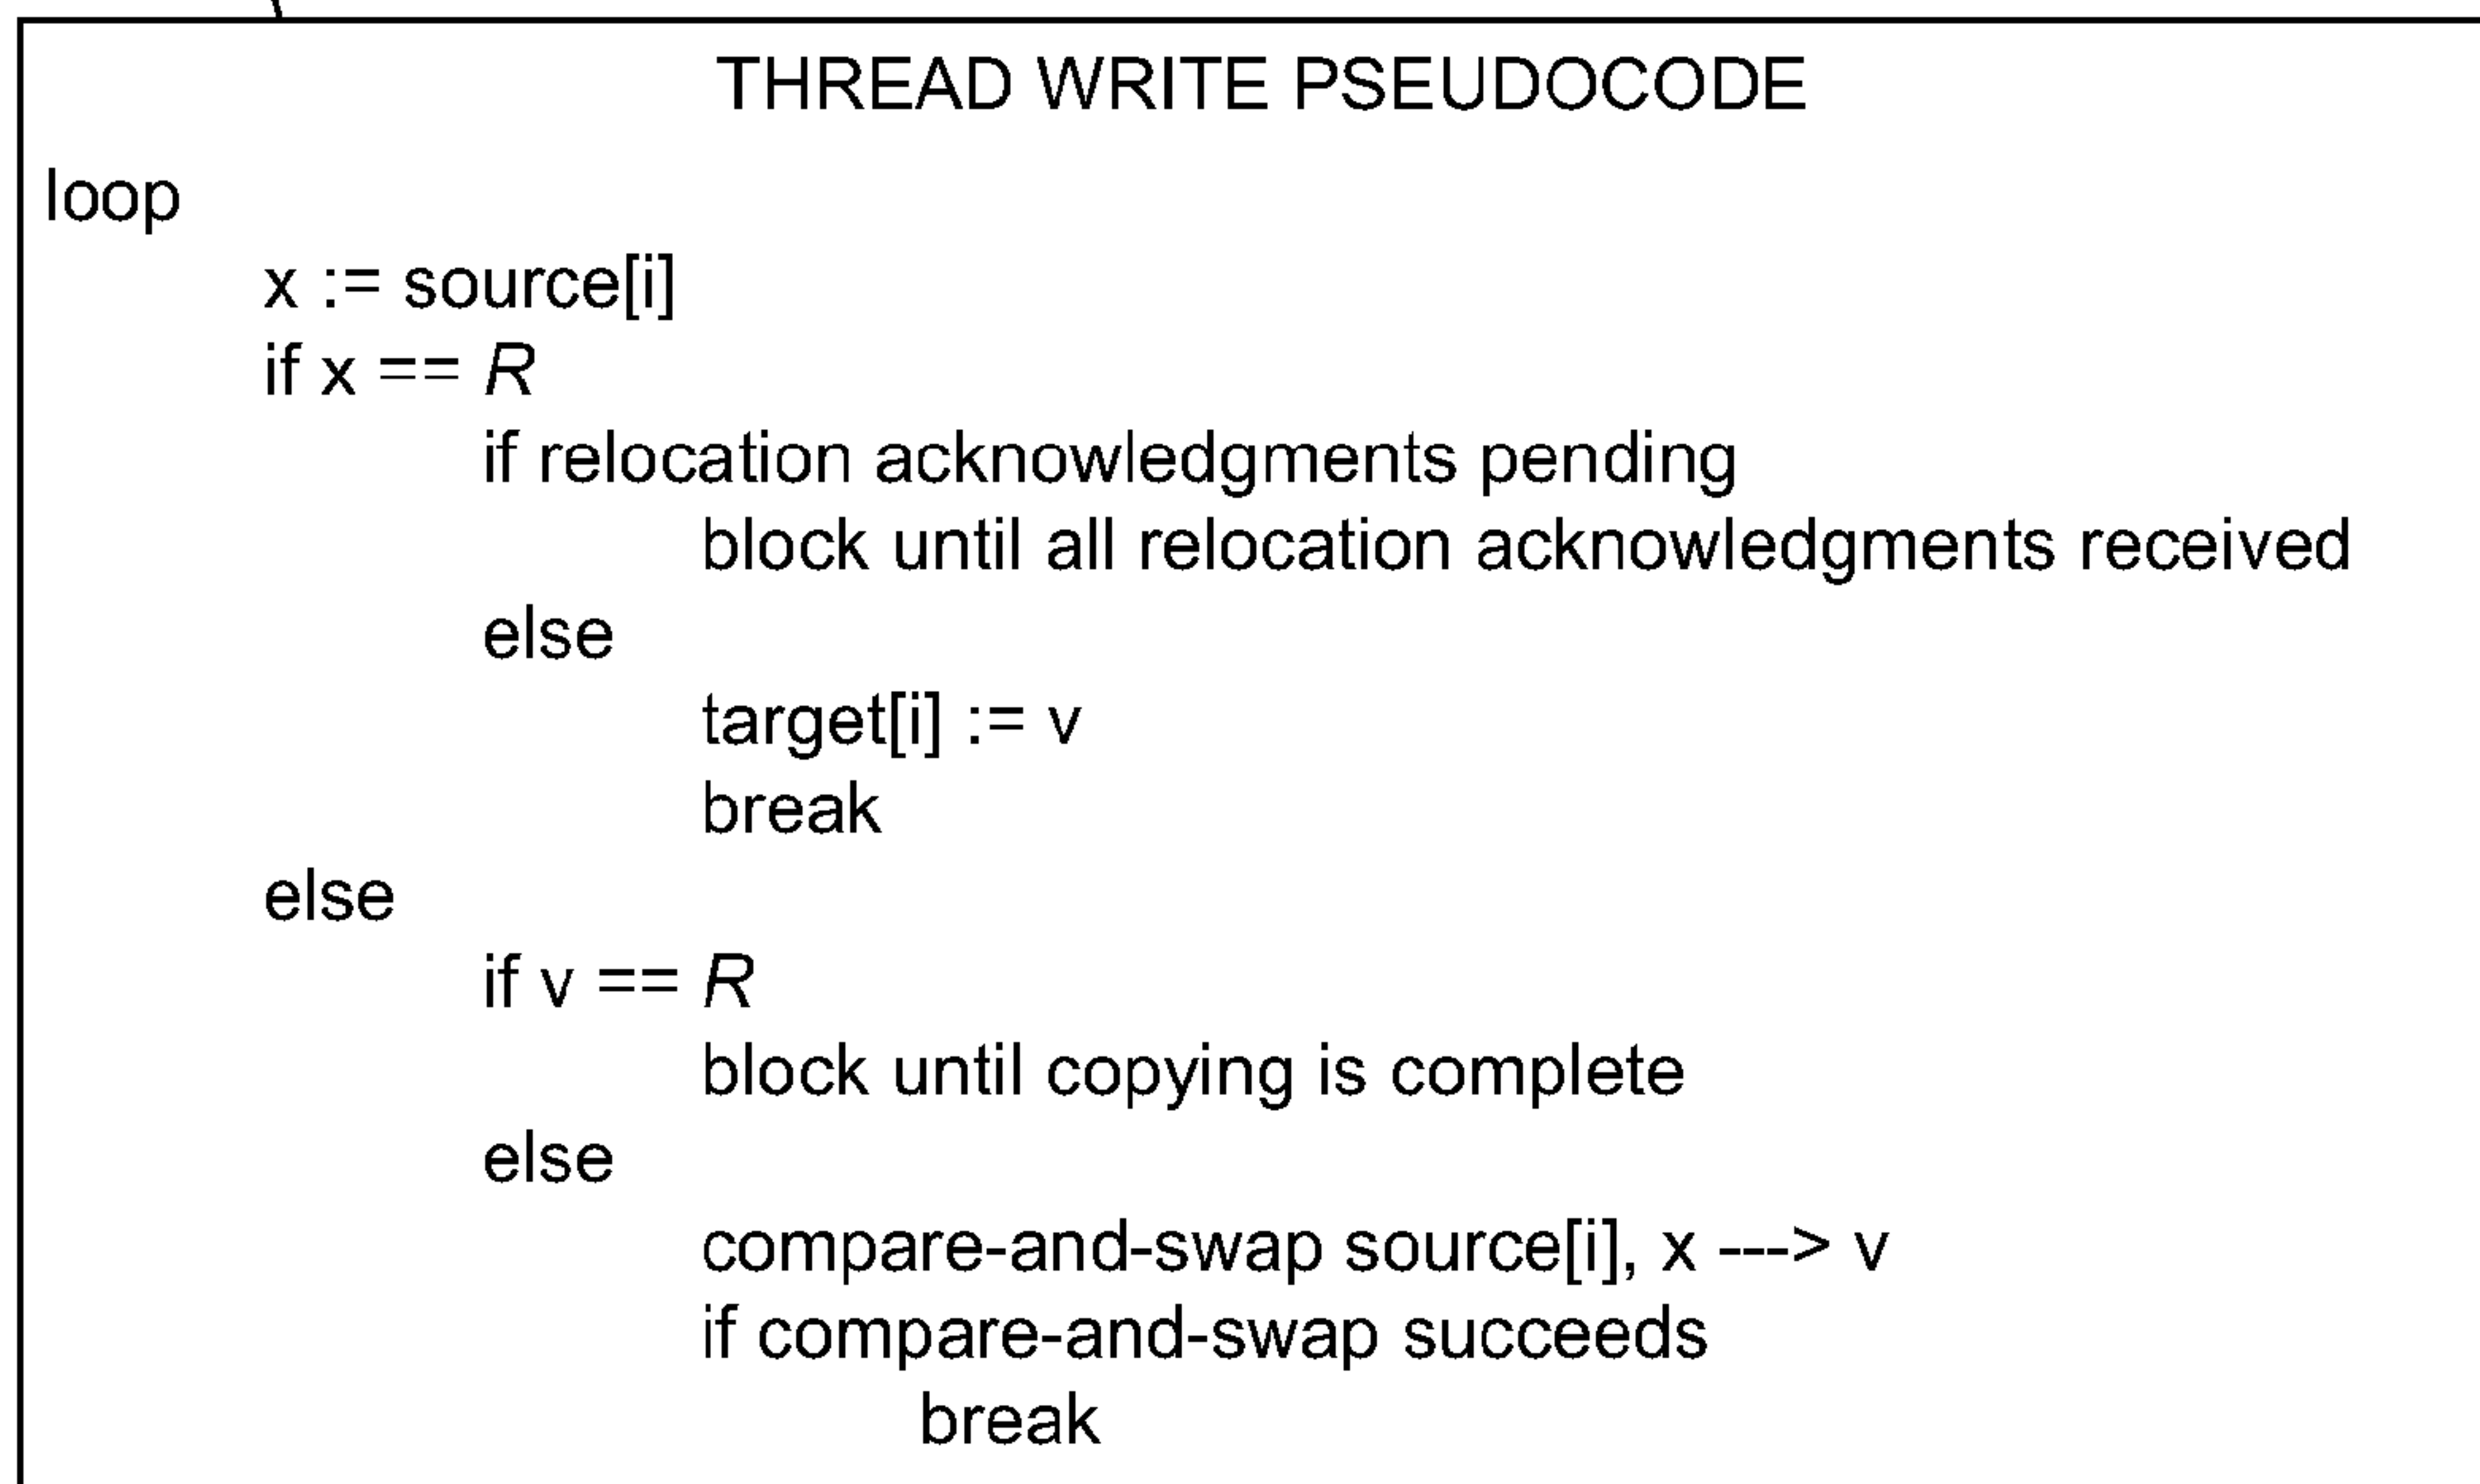 THREAD WRITE PSEUDOCODE
loop
x := source[i]
if x == R
if relocation acknowledgments pending
block until all relocation acknowledgments received
else
target[i] := v
break
else
if v == R
block until copying is complete
else
compare-and-swap source[i], x ---> v
if compare-and-swap succeeds
break